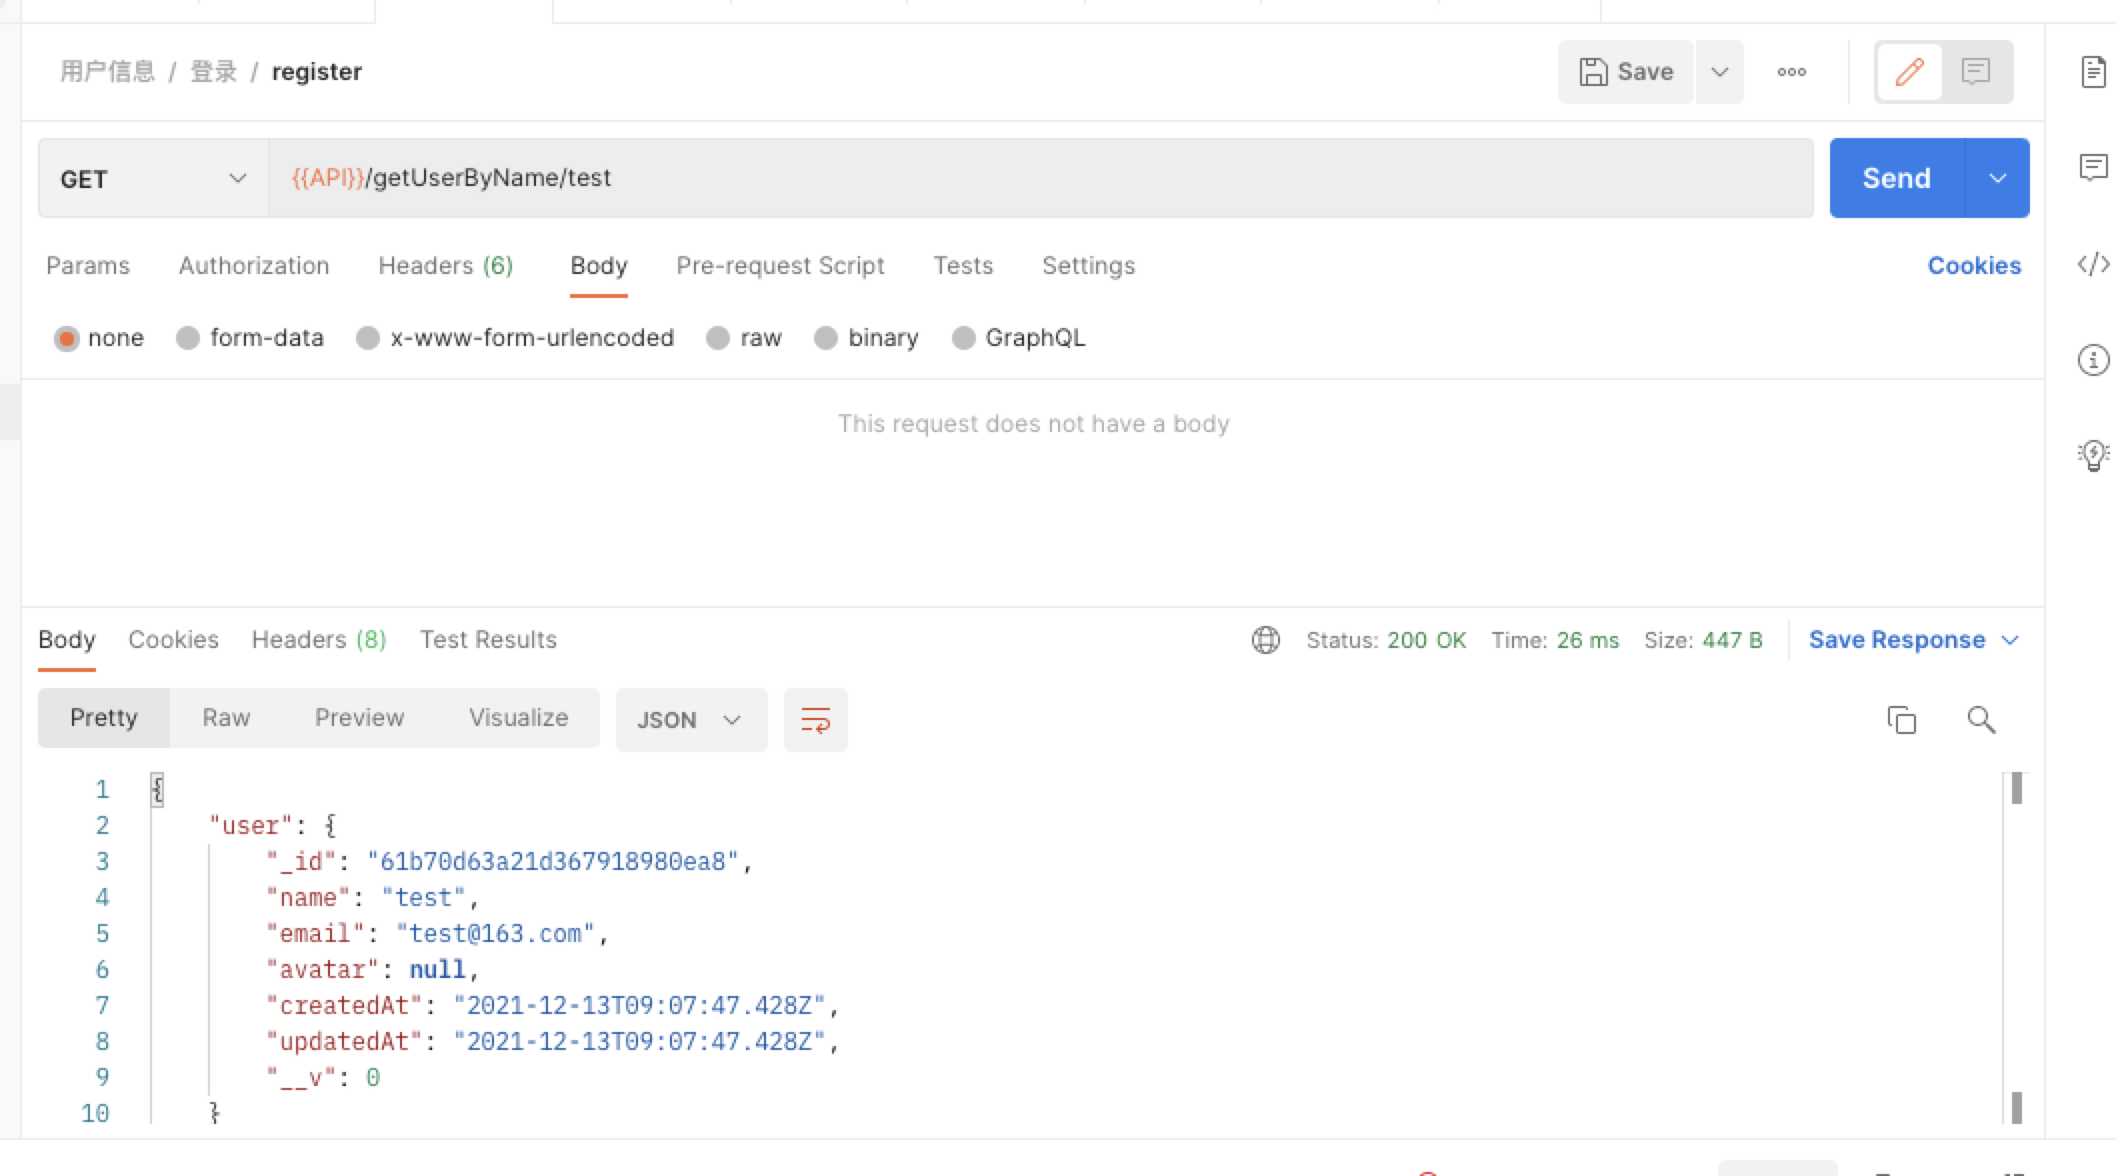 用户信息 / 登录 / register
Save
GET
{{API}}/getUserByName/test
Send
Params Authorization Headers (6) Body Pre-request Script Tests Settings Cookies
none form-data x-www-form-urlencoded raw binary GraphQL
This request does not have a body
Body Cookies Headers (8) Test Results Status: 200 OK Time: 26 ms Size: 447 B Save Response
Pretty Raw Preview Visualize JSON
1 {
2 "user": {
3 "_id": "61b70d63a21d367918980ea8",
4 "name": "test",
5 "email": "test@163.com",
6 "avatar": null,
7 "createdAt": "2021-12-13T09:07:47.428Z",
8 "updatedAt": "2021-12-13T09:07:47.428Z",
9 "__v": 0
10 }